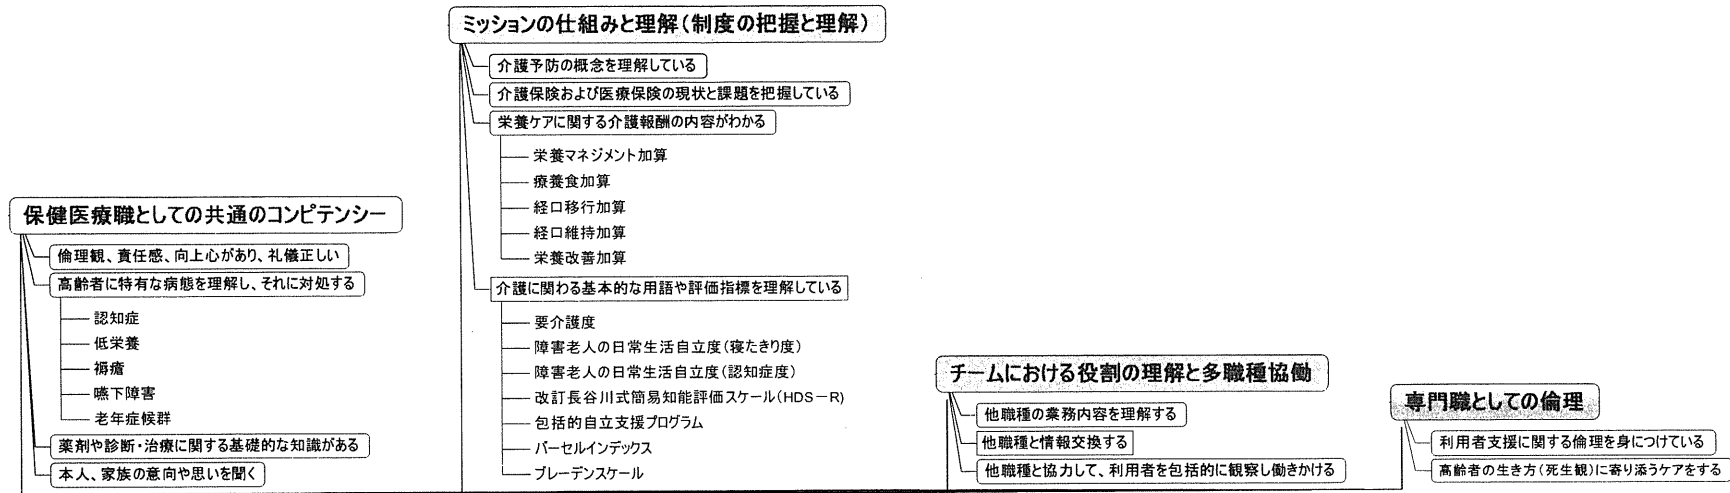 ミッションの仕組みと理解(制度の把握と理解)
介護予防の概念を理解している
介護保険および医療保険の現状と課題を把握している
栄養ケアに関する介護報酬の内容がわかる
栄養マネジメント加算
療養食加算
経口移行加算
経口維持加算
栄養改善加算
介護に関わる基本的な用語や評価指標を理解している
要介護度
障害老人の日常生活自立度(寝たきり度)
障害老人の日常生活自立度(認知症度)
改訂長谷川式簡易知能評価スケール(HDS-R)
包括的自立支援プログラム
バーセルインデックス
ブレーデンスケール
保健医療職としての共通のコンピテンシー
倫理観、責任感、向上心があり、礼儀正しい
高齢者に特有な病態を理解し、それに対処する
認知症
低栄養
褥瘡
嚥下障害
老年症候群
薬剤や診断・治療に関する基礎的な知識がある
本人、家族の意向や思いを聞く
チームにおける役割の理解と多職種協働
他職種の業務内容を理解する
他職種と情報交換する
他職種と協力して、利用者を包括的に観察し働きかける
専門職としての倫理
利用者支援に関する倫理を身につけている
高齢者の生き方(死生観)に寄り添うケアをする